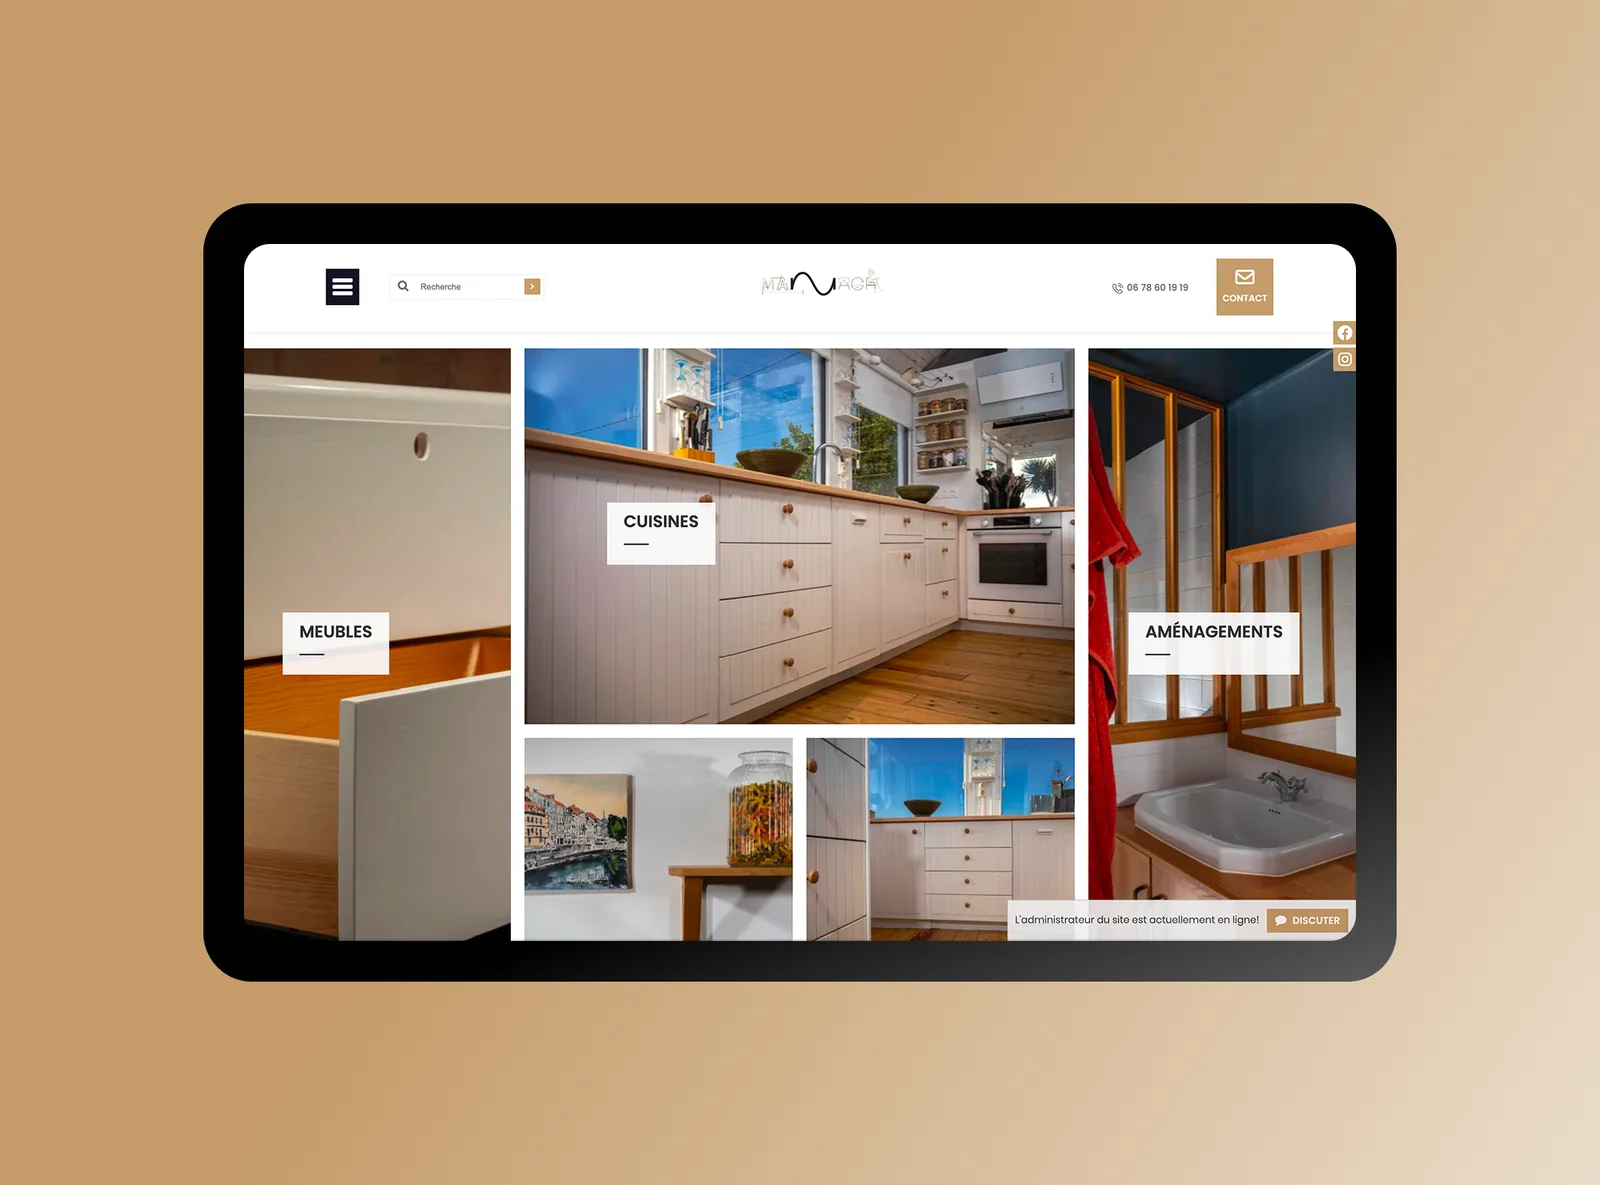 Recherche
06 78 60 19 19
CONTACT
MEUBLES
CUISINES
AMÉNAGEMENTS
L'administrateur du site est actuellement en ligne!
DISCUTER